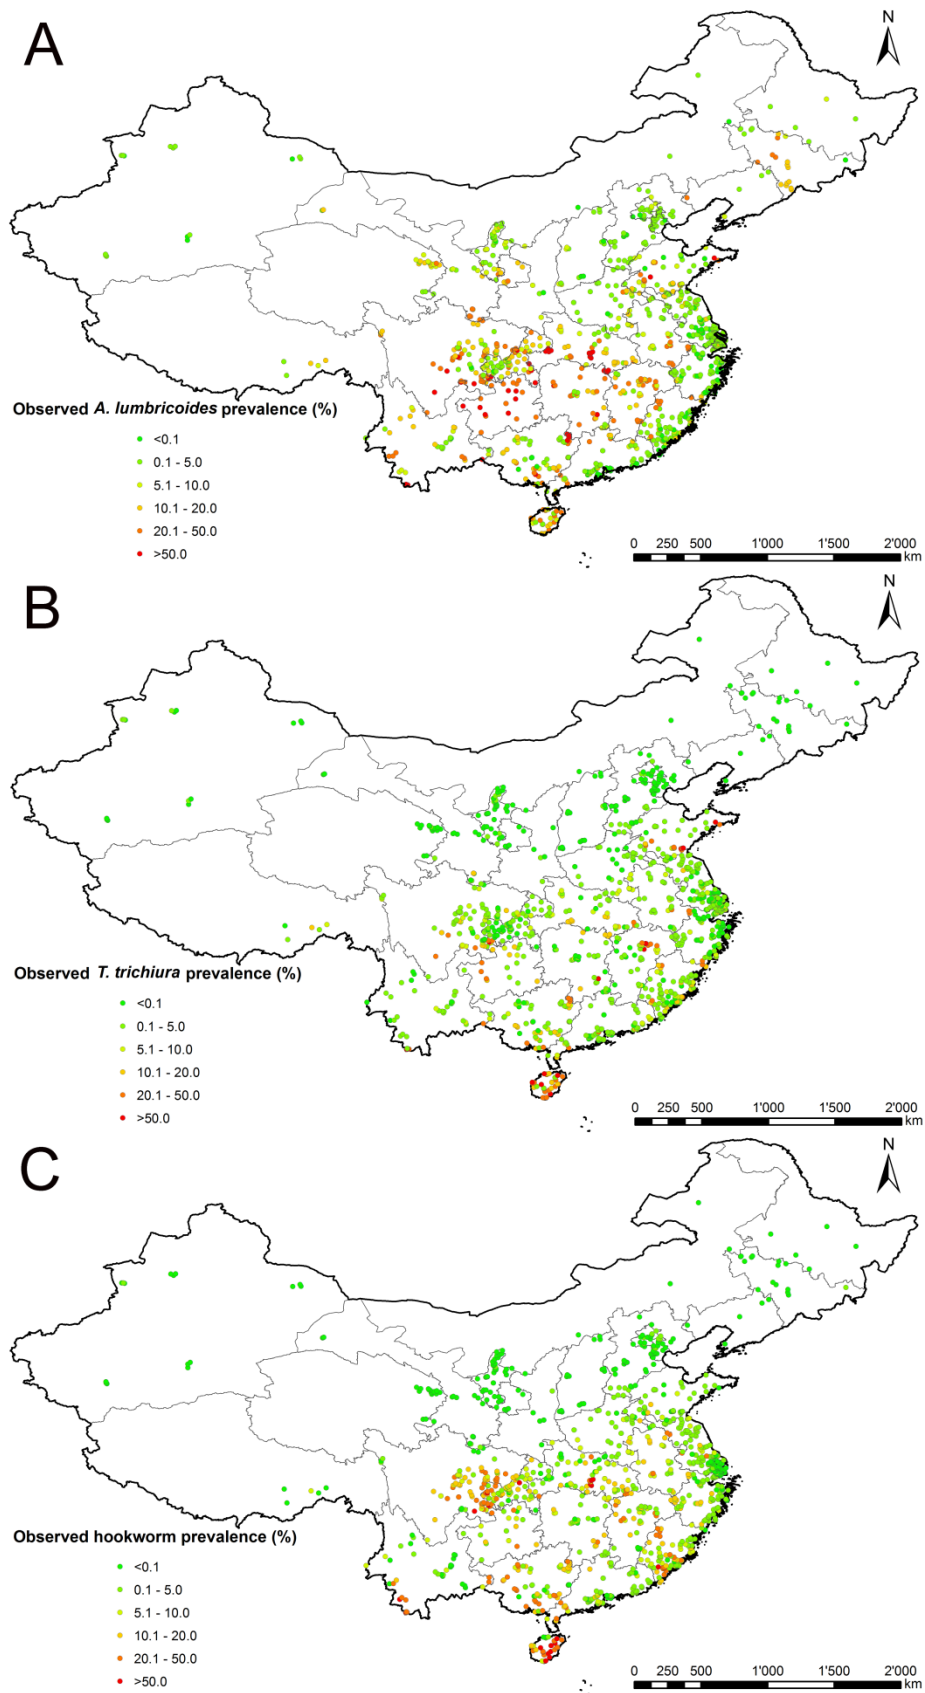 A
N
Observed A. lumbricoides prevalence (%)
<0.1
0.1 - 5.0
5.1 - 10.0
10.1 - 20.0
20.1 - 50.0
>50.0
0 250 500 1'000 1'500 2'000
km
B
N
Observed T. trichiura prevalence (%)
<0.1
0.1 - 5.0
5.1 - 10.0
10.1 - 20.0
20.1 - 50.0
>50.0
0 250 500 1'000 1'500 2'000
km
C
N
Observed hookworm prevalence (%)
<0.1
0.1 - 5.0
5.1 - 10.0
10.1 - 20.0
20.1 - 50.0
>50.0
0 250 500 1'000 1'500 2'000
km